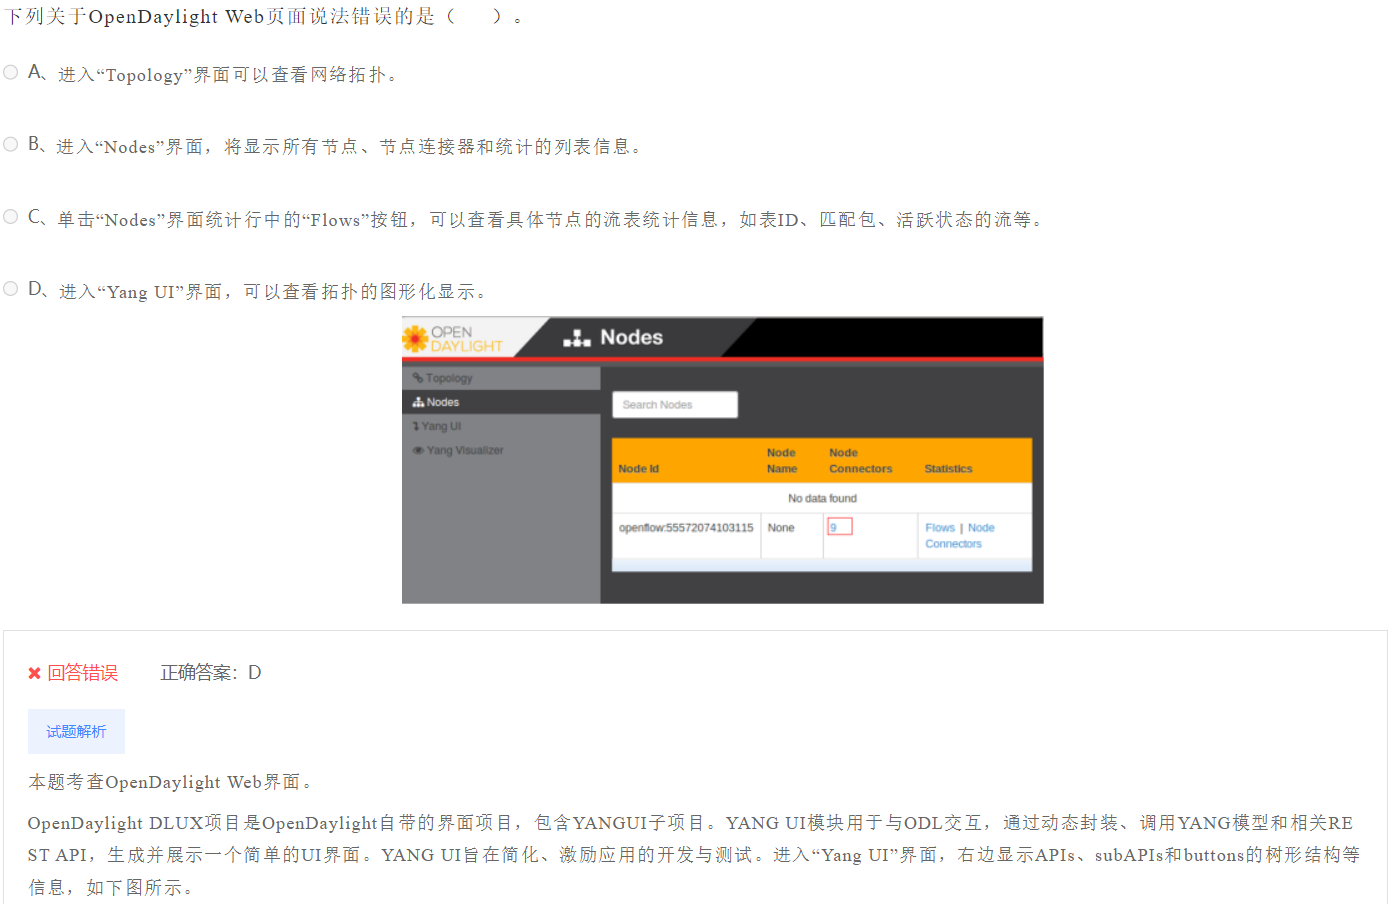 下列关于OpenDaylight Web页面说法错误的是（　　）。
A、进入“Topology”界面可以查看网络拓扑。
B、进入“Nodes”界面，将显示所有节点、节点连接器和统计的列表信息。
C、单击“Nodes”界面统计行中的“Flows”按钮，可以查看具体节点的流表统计信息，如表ID、匹配包、活跃状态的流等。
D、进入“Yang UI”界面，可以查看拓扑的图形化显示。
OPEN
DAYLIGHT
Nodes
Topology
Nodes
Yang UI
Yang Visualizer
Search Nodes
Node Id Node Name Node Connectors Statistics
No data found
openflow:55572074103115 None 9 Flows | Node Connectors
回答错误 正确答案：D
试题解析
本题考查OpenDaylight Web界面。
OpenDaylight DLUX项目是OpenDaylight自带的界面项目，包含YANGUI子项目。YANG UI模块用于与ODL交互，通过动态封装、调用YANG模型和相关RE
ST API，生成并展示一个简单的UI界面。YANG UI旨在简化、激励应用的开发与测试。进入“Yang UI”界面，右边显示APIs、subAPIs和buttons的树形结构等
信息，如下图所示。